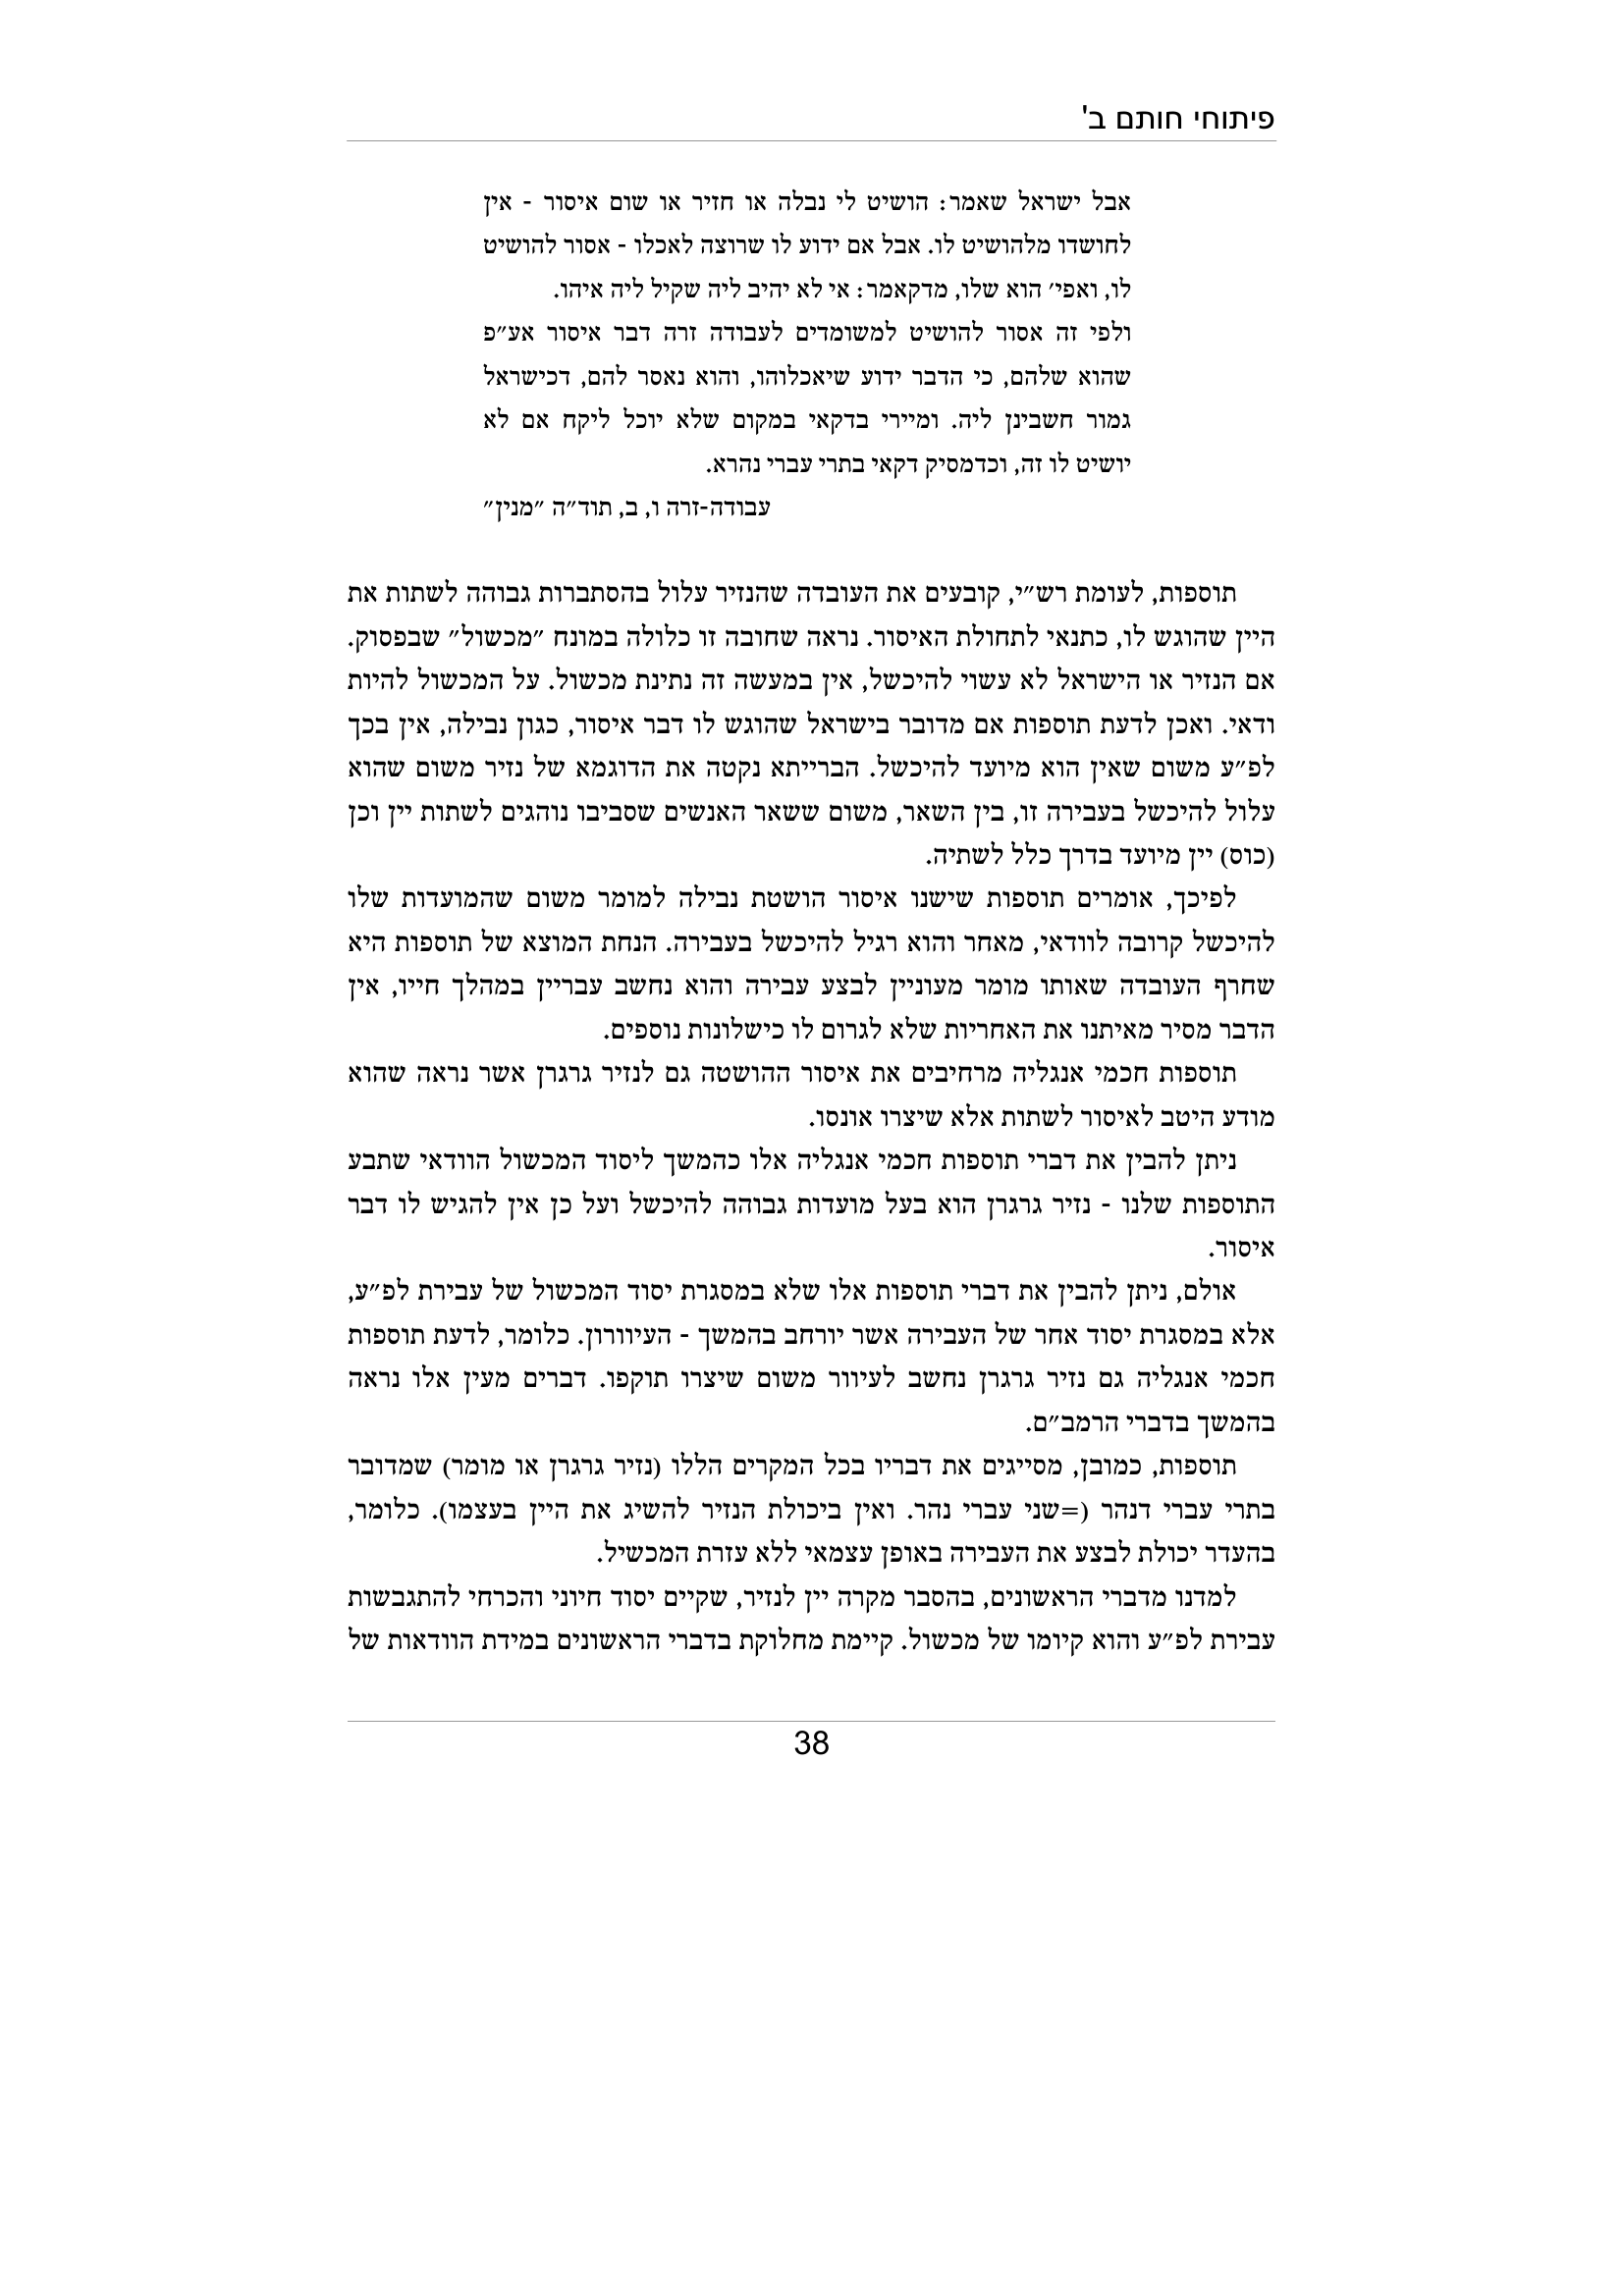 פיתוחי חותם ב'
אבל ישראל שאמר: הושיט לי נבלה או חזיר או שום איסור - אין
לחושדו מלהושיט לו. אבל אם ידוע לו שרוצה לאכלו - אסור להושיט
לו, ואפי׳ הוא שלו, מדקאמר: אי לא יהיב ליה שקיל ליה איהו.
ולפי זה אסור להושיט למשומדים לעבודה זרה דבר איסור אע״פ
שהוא שלהם, כי הדבר ידוע שיאכלוהו, והוא נאסר להם, דכישראל
גמור חשבינן ליה. ומיירי בדקאי במקום שלא יוכל ליקח אם לא
יושיט לו זה, וכדמסיק דקאי בתרי עברי נהרא.
עבודה-זרה ו, ב, תוד״ה ״מנין״
תוספות, לעומת רש״י, קובעים את העובדה שהנזיר עלול בהסתברות גבוהה לשתות את
היין שהוגש לו, כתנאי לתחולת האיסור. נראה שחובה זו כלולה במונח ״מכשול״ שבפסוק.
אם הנזיר או הישראל לא עשוי להיכשל, אין במעשה זה נתינת מכשול. על המכשול להיות
ודאי. ואכן לדעת תוספות אם מדובר בישראל שהוגש לו דבר איסור, כגון נבילה, אין בכך
לפ״ע משום שאין הוא מיועד להיכשל. הברייתא נקטה את הדוגמא של נזיר משום שהוא
עלול להיכשל בעבירה זו, בין השאר, משום ששאר האנשים שסביבו נוהגים לשתות יין וכן
(כוס) יין מיועד בדרך כלל לשתיה.
לפיכך, אומרים תוספות שישנו איסור הושטת נבילה למומר משום שהמועדות שלו
להיכשל קרובה לוודאי, מאחר והוא רגיל להיכשל בעבירה. הנחת המוצא של תוספות היא
שחרף העובדה שאותו מומר מעוניין לבצע עבירה והוא נחשב עבריין במהלך חייו, אין
הדבר מסיר מאיתנו את האחריות שלא לגרום לו כישלונות נוספים.
תוספות חכמי אנגליה מרחיבים את איסור ההושטה גם לנזיר גרגרן אשר נראה שהוא
מודע היטב לאיסור לשתות אלא שיצרו אונסו.
ניתן להבין את דברי תוספות חכמי אנגליה אלו כהמשך ליסוד המכשול הוודאי שתבע
התוספות שלנו - נזיר גרגרן הוא בעל מועדות גבוהה להיכשל ועל כן אין להגיש לו דבר
איסור.
אולם, ניתן להבין את דברי תוספות אלו שלא במסגרת יסוד המכשול של עבירת לפ״ע,
אלא במסגרת יסוד אחר של העבירה אשר יורחב בהמשך - העיוורון. כלומר, לדעת תוספות
חכמי אנגליה גם נזיר גרגרן נחשב לעיוור משום שיצרו תוקפו. דברים מעין אלו נראה
בהמשך בדברי הרמב״ם.
תוספות, כמובן, מסייגים את דבריו בכל המקרים הללו (נזיר גרגרן או מומר) שמדובר
בתרי עברי דנהר (=שני עברי נהר. ואין ביכולת הנזיר להשיג את היין בעצמו). כלומר,
בהעדר יכולת לבצע את העבירה באופן עצמאי ללא עזרת המכשיל.
למדנו מדברי הראשונים, בהסבר מקרה יין לנזיר, שקיים יסוד חיוני והכרחי להתגבשות
עבירת לפ״ע והוא קיומו של מכשול. קיימת מחלוקת בדברי הראשונים במידת הוודאות של
38